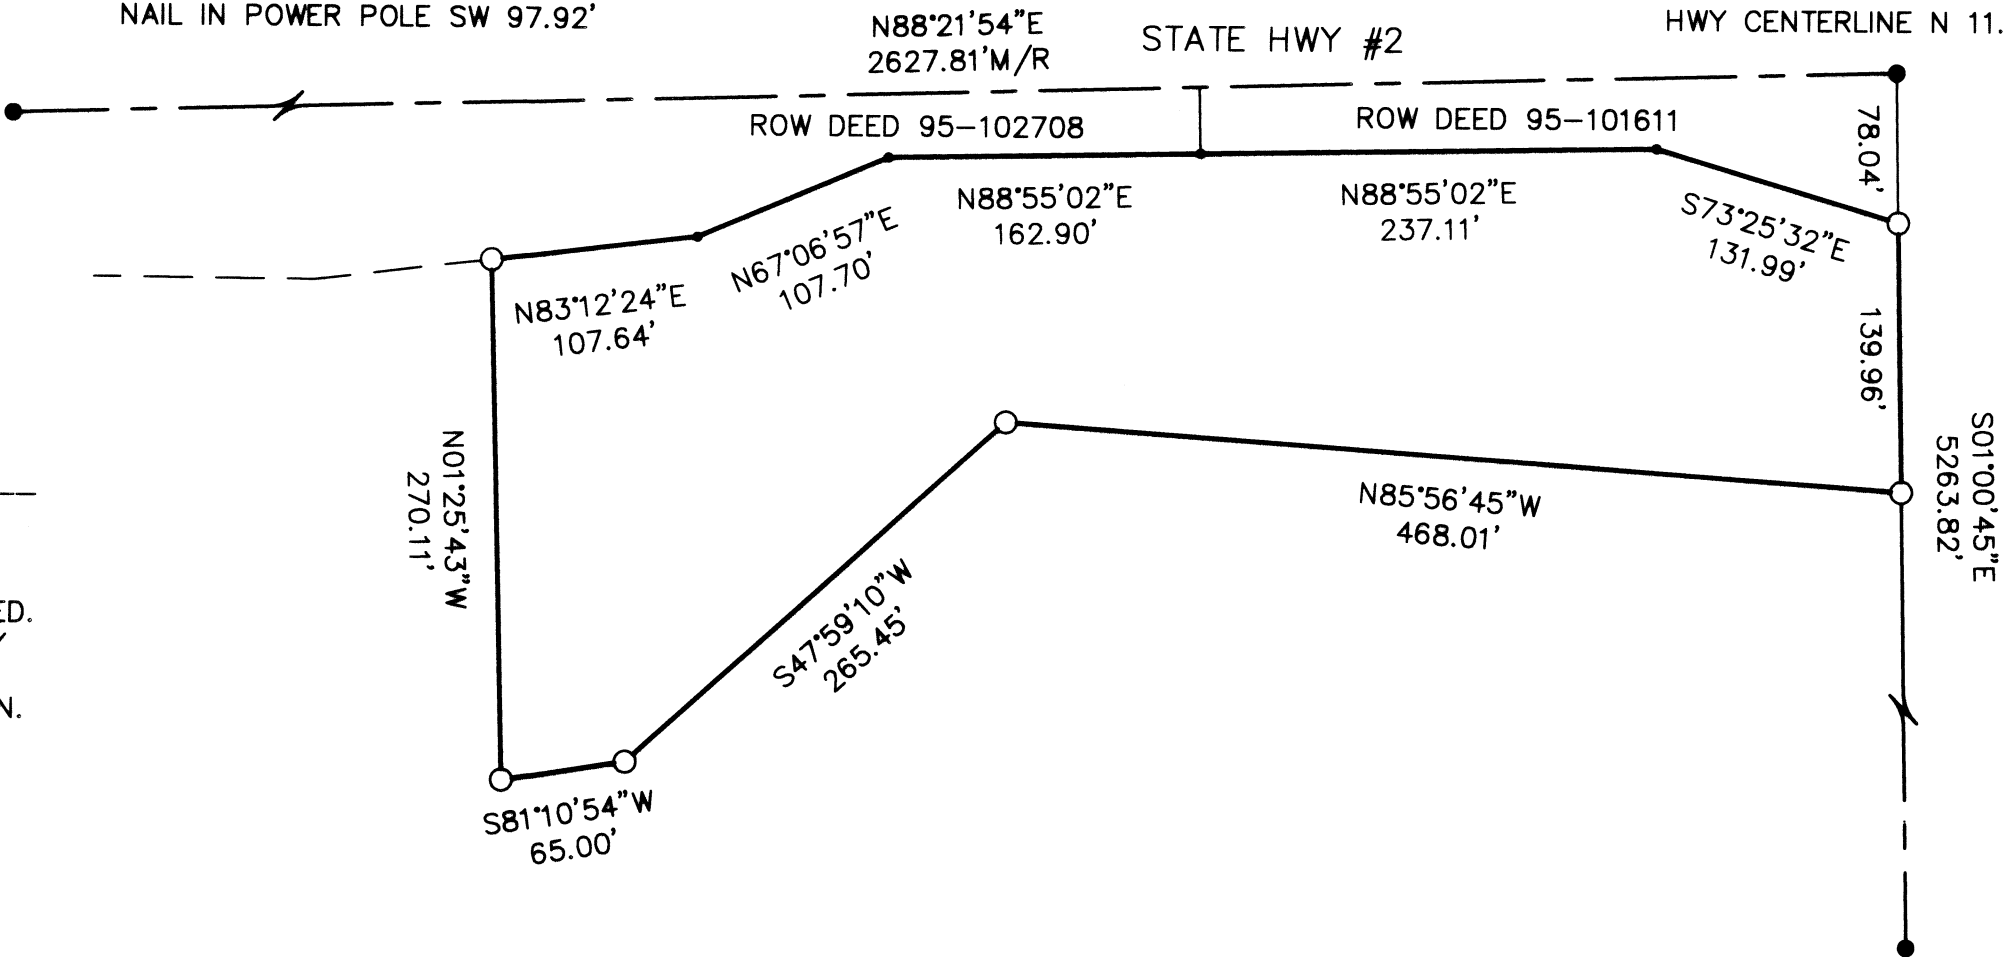 NAIL IN POWER POLE SW 97.92'
N88°21'54"E
2627.81'M/R
STATE HWY #2
HWY CENTERLINE N 11.
ROW DEED 95-102708
ROW DEED 95-101611
78.04'
N88°55'02"E
162.90'
N88°55'02"E
237.11'
S73°25'32"E
131.99'
N67°06'57"E
107.70'
N83°12'24"E
107.64'
139.96'
N01°25'43"W
270.11'
S01°00'45"E
5263.82'
N85°56'45"W
468.01'
S47°59'10"W
265.45'
ED.
N.
S81°10'54"W
65.00'